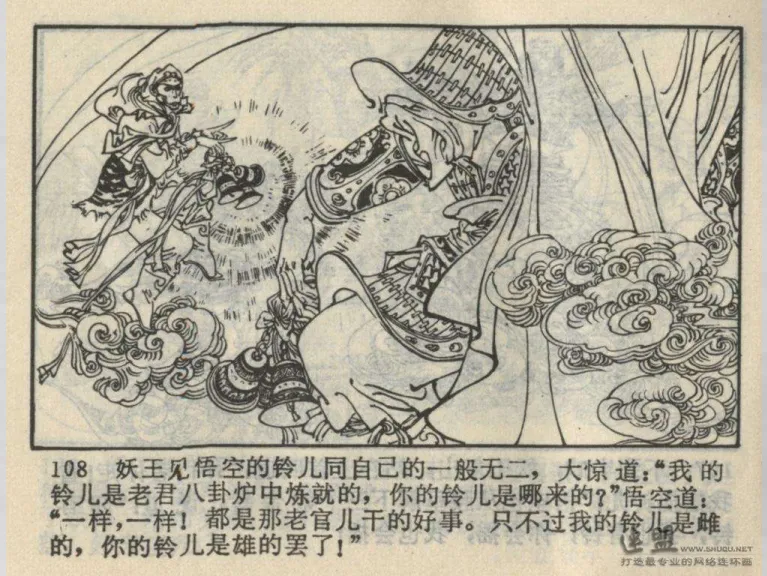 108 妖王见悟空的铃儿同自己的一般无二，大惊道：“我的
铃儿是老君八卦炉中炼就的，你的铃儿是哪来的？”悟空道：
“一样，一样！都是那老官儿干的好事。只不过我的铃儿是雌
的，你的铃儿是雄的罢了！”
连盟
WWW.SHUQU.NET
打造最专业的网络连环画